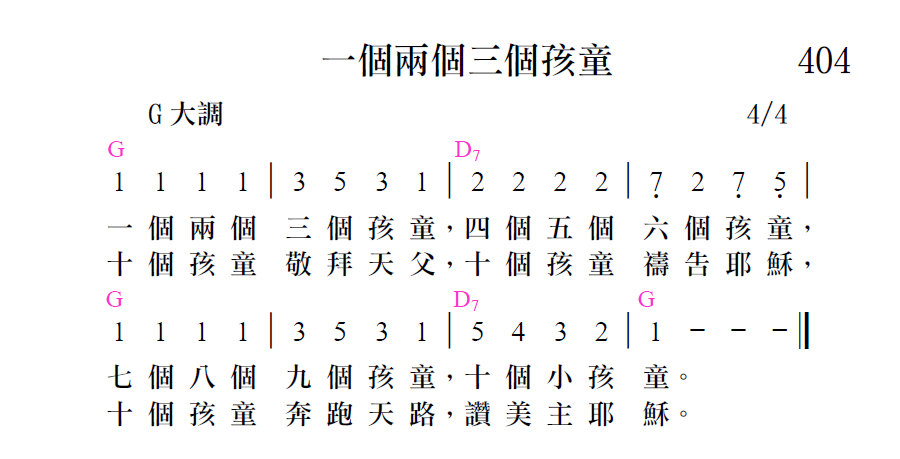 一個兩個三個孩童 404
G 大調 4/4
G D7
1 1 1 1 | 3 5 3 1 | 2 2 2 2 | 7̣ 2 7̣ 5̣ |
一個兩個 三個孩童，四個五個 六個孩童，
十個孩童 敬拜天父，十個孩童 禱告耶穌，
G D7 G
1 1 1 1 | 3 5 3 1 | 5 4 3 2 | 1 － － － ‖
七個八個 九個孩童，十個小孩 童。
十個孩童 奔跑天路，讚美主耶 穌。